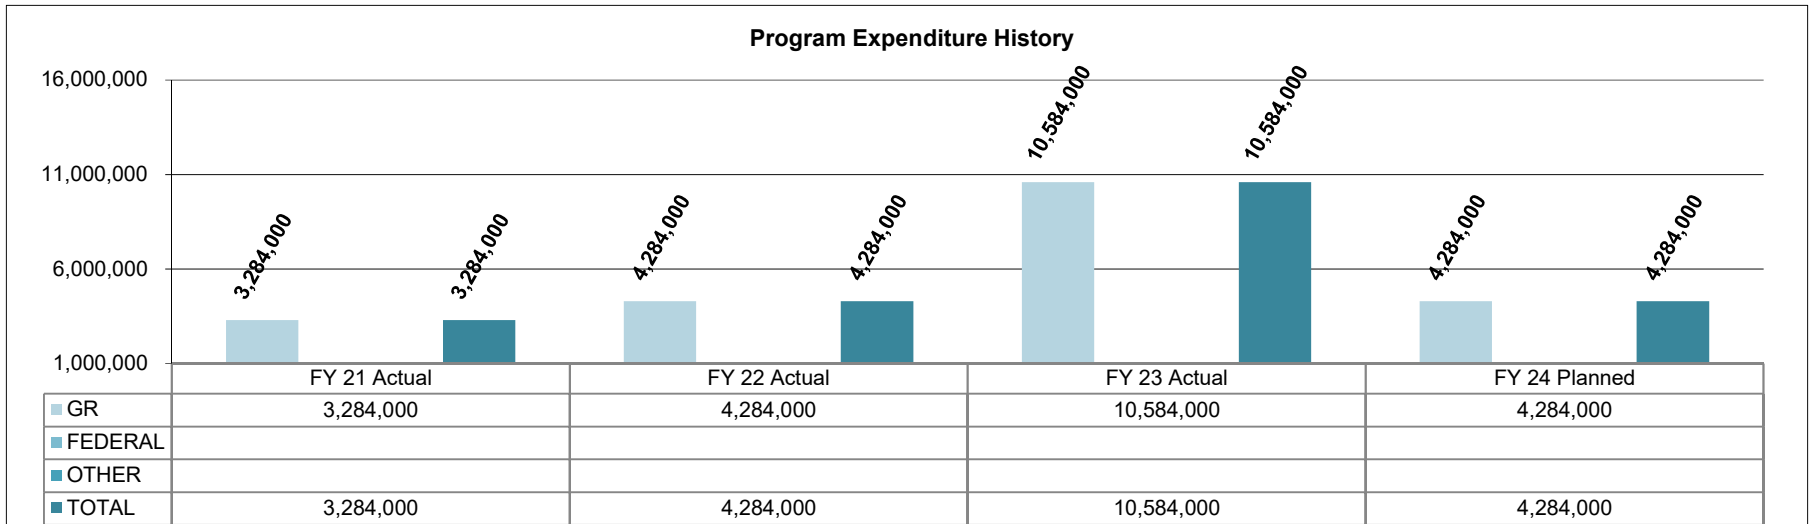 Program Expenditure History
16,000,000
11,000,000
6,000,000
1,000,000
3,284,000
3,284,000
4,284,000
4,284,000
10,584,000
10,584,000
4,284,000
4,284,000
FY 21 Actual FY 22 Actual FY 23 Actual FY 24 Planned
GR 3,284,000 4,284,000 10,584,000 4,284,000
FEDERAL
OTHER
TOTAL 3,284,000 4,284,000 10,584,000 4,284,000